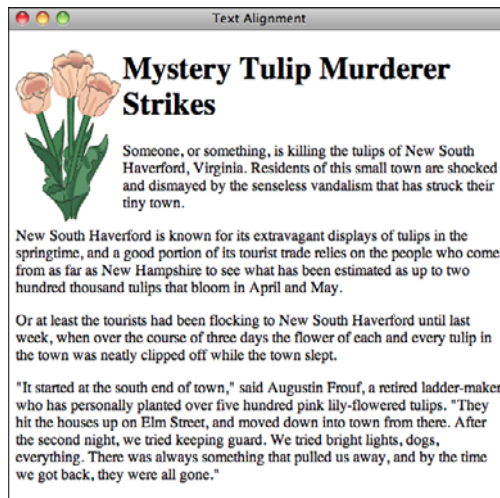 Text Alignment
Mystery Tulip Murderer
Strikes
Someone, or something, is killing the tulips of New South
Haverford, Virginia. Residents of this small town are shocked
and dismayed by the senseless vandalism that has struck their
tiny town.
New South Haverford is known for its extravagant displays of tulips in the
springtime, and a good portion of its tourist trade relies on the people who come
from as far as New Hampshire to see what has been estimated as up to two
hundred thousand tulips that bloom in April and May.
Or at least the tourists had been flocking to New South Haverford until last
week, when over the course of three days the flower of each and every tulip in
the town was neatly clipped off while the town slept.
"It started at the south end of town," said Augustin Frouf, a retired ladder-maker
who has personally planted over five hundred pink lily-flowered tulips. "They
hit the houses up on Elm Street, and moved down into town from there. After
the second night, we tried keeping guard. We tried bright lights, dogs,
everything. There was always something that pulled us away, and by the time
we got back, they were all gone."